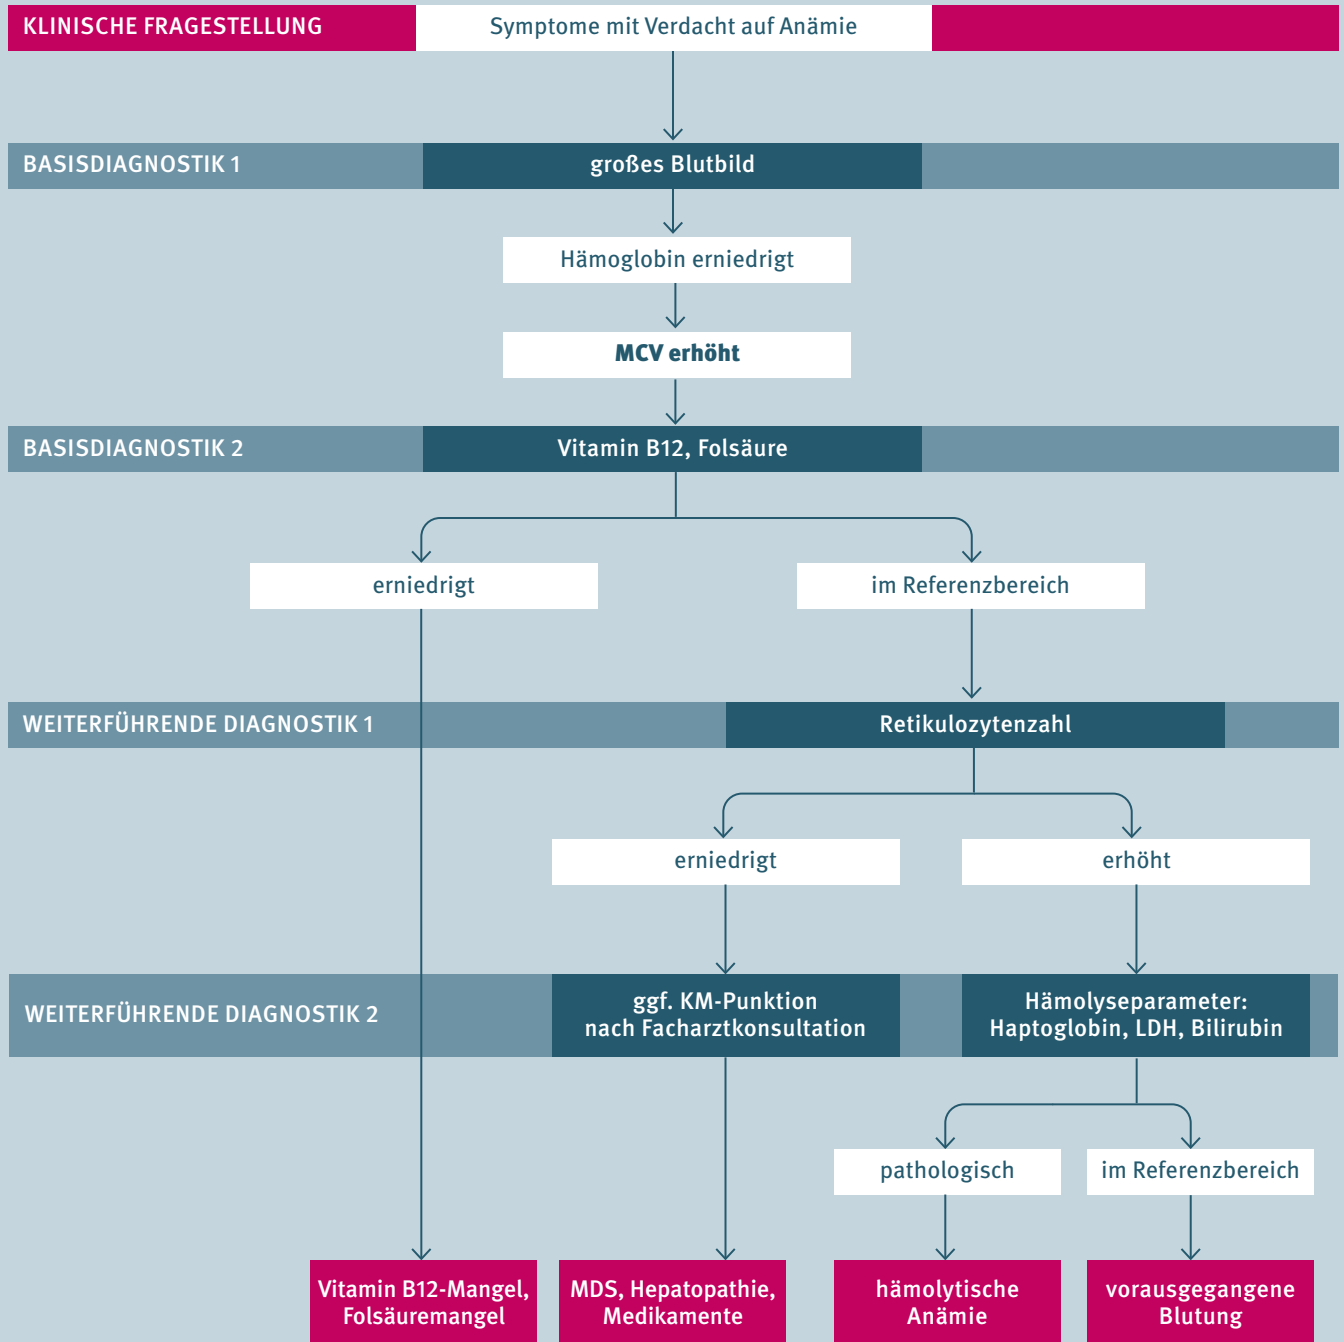 KLINISCHE FRAGESTELLUNG
Symptome mit Verdacht auf Anämie
BASISDIAGNOSTIK 1
großes Blutbild
Hämoglobin erniedrigt
MCV erhöht
BASISDIAGNOSTIK 2
Vitamin B12, Folsäure
erniedrigt
im Referenzbereich
WEITERFÜHRENDE DIAGNOSTIK 1
Retikulozytenzahl
erniedrigt
erhöht
WEITERFÜHRENDE DIAGNOSTIK 2
ggf. KM-Punktion
nach Facharztkonsultation
Hämolyseparameter:
Haptoglobin, LDH, Bilirubin
pathologisch
im Referenzbereich
Vitamin B12-Mangel,
Folsäuremangel
MDS, Hepatopathie,
Medikamente
hämolytische
Anämie
vorausgegangene
Blutung